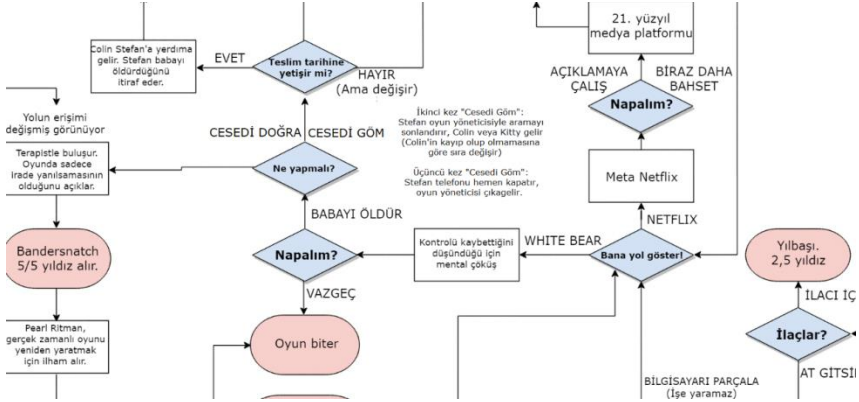 21. yüzyıl
medya platformu
Colin Stefan'a yerdıma
gelir. Stefan babayı
öldürdüğünü
itiraf eder.
EVET
Teslim tarihine
yetişir mi?
HAYIR
(Ama değişir)
AÇIKLAMAYA
ÇALIŞ
BİRAZ DAHA
BAHSET
Napalım?
Yolun erişimi
değişmiş görünüyor
CESEDİ DOĞRA
CESEDİ GÖM
İkinci kez "Cesedi Göm":
Stefan oyun yöneticisiyle aramayı
sonlandırır, Colin veya Kitty gelir
(Colin'in kayıp olup olmamasına
göre sıra değişir)
Üçüncü kez "Cesedi Göm":
Stefan telefonu hemen kapatır,
oyun yöneticisi çıkagelir.
Terapistle buluşur.
Oyunda sadece
irade yanılsamasının
olduğunu açıklar.
Ne yapmalı?
Meta Netflix
BABAYI ÖLDÜR
NETFLIX
Bandersnatch
5/5 yıldız alır.
Napalım?
Kontrolü kaybettiğini
düşündüğü için
mental çöküş
WHITE BEAR
Bana yol göster!
Yılbaşı.
2,5 yıldız
VAZGEÇ
İLACI İÇ
Pearl Ritman,
gerçek zamanlı oyunu
yeniden yaratmak
için ilham alır.
Oyun biter
İlaçlar?
BİLGİSAYARI PARÇALA
(İşe yaramaz)
AT